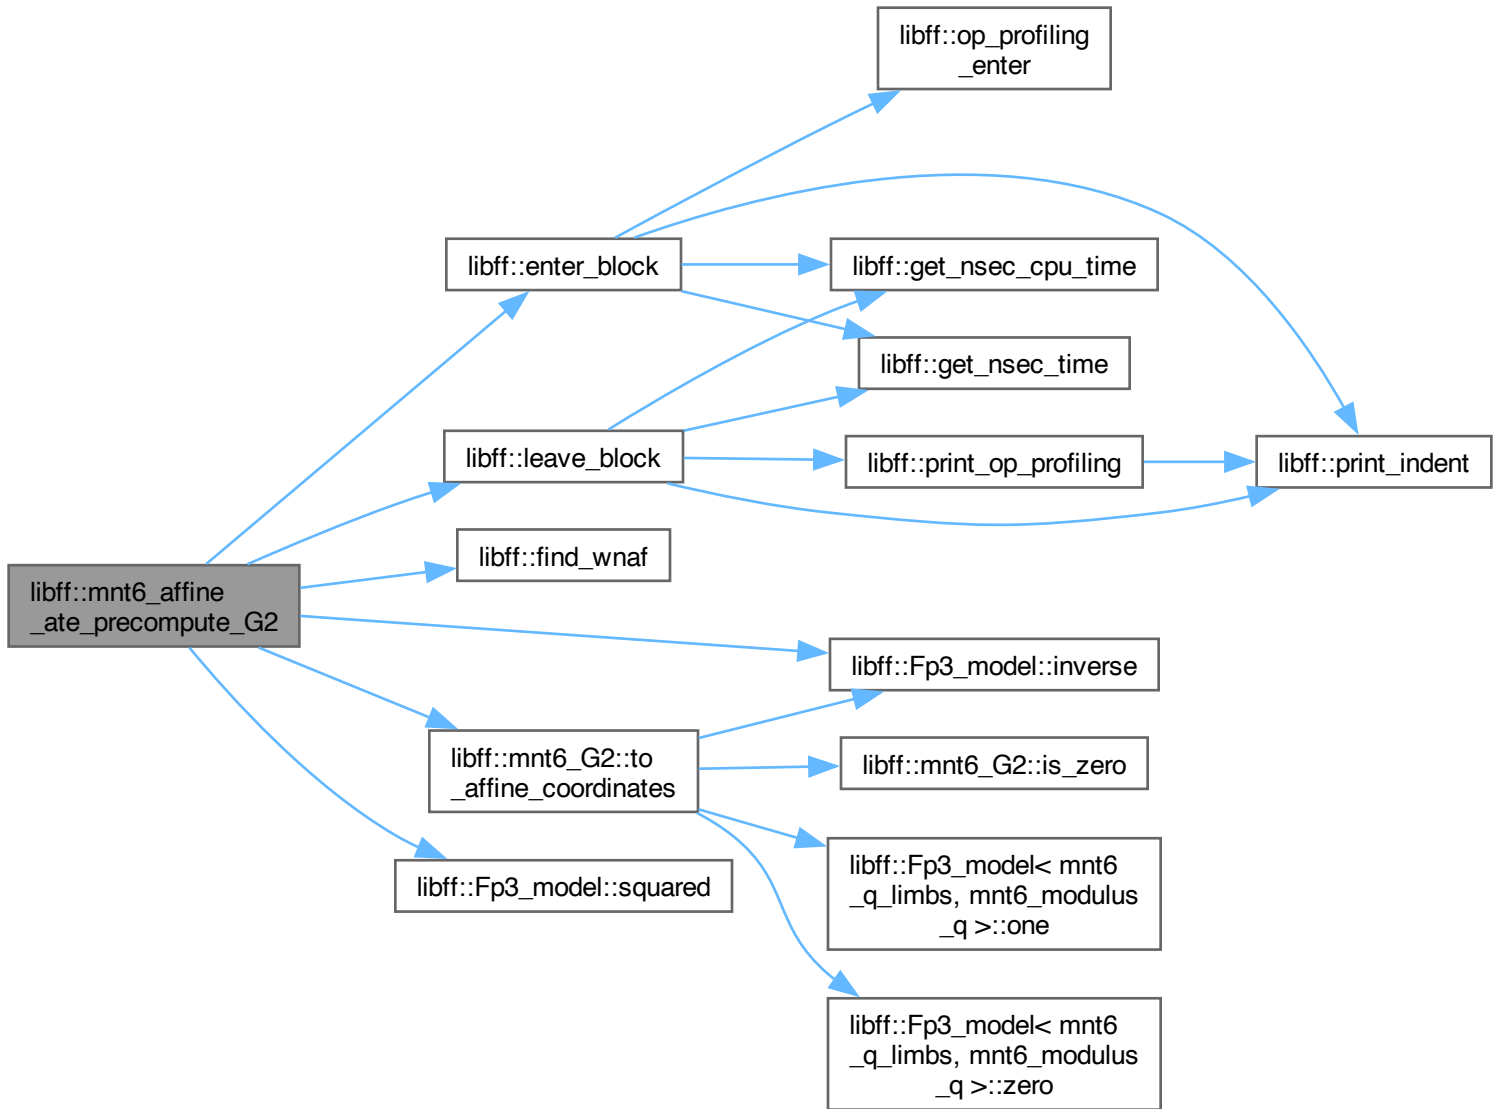 libff::op_profiling
_enter
libff::enter_block
libff::get_nsec_cpu_time
libff::get_nsec_time
libff::leave_block
libff::print_op_profiling
libff::print_indent
libff::find_wnaf
libff::mnt6_affine
_ate_precompute_G2
libff::Fp3_model::inverse
libff::mnt6_G2::to
_affine_coordinates
libff::mnt6_G2::is_zero
libff::Fp3_model::squared
libff::Fp3_model< mnt6
_q_limbs, mnt6_modulus
_q >::one
libff::Fp3_model< mnt6
_q_limbs, mnt6_modulus
_q >::zero